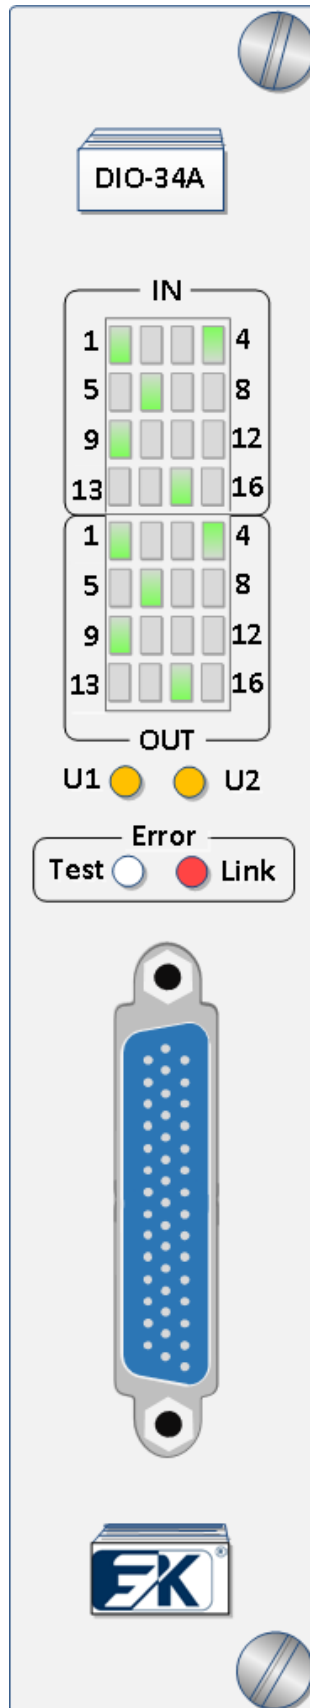 DIO-34A
IN
1 4
5 8
9 12
13 16
1 4
5 8
9 12
13 16
OUT
U1 U2
Error
Test Link
EK®